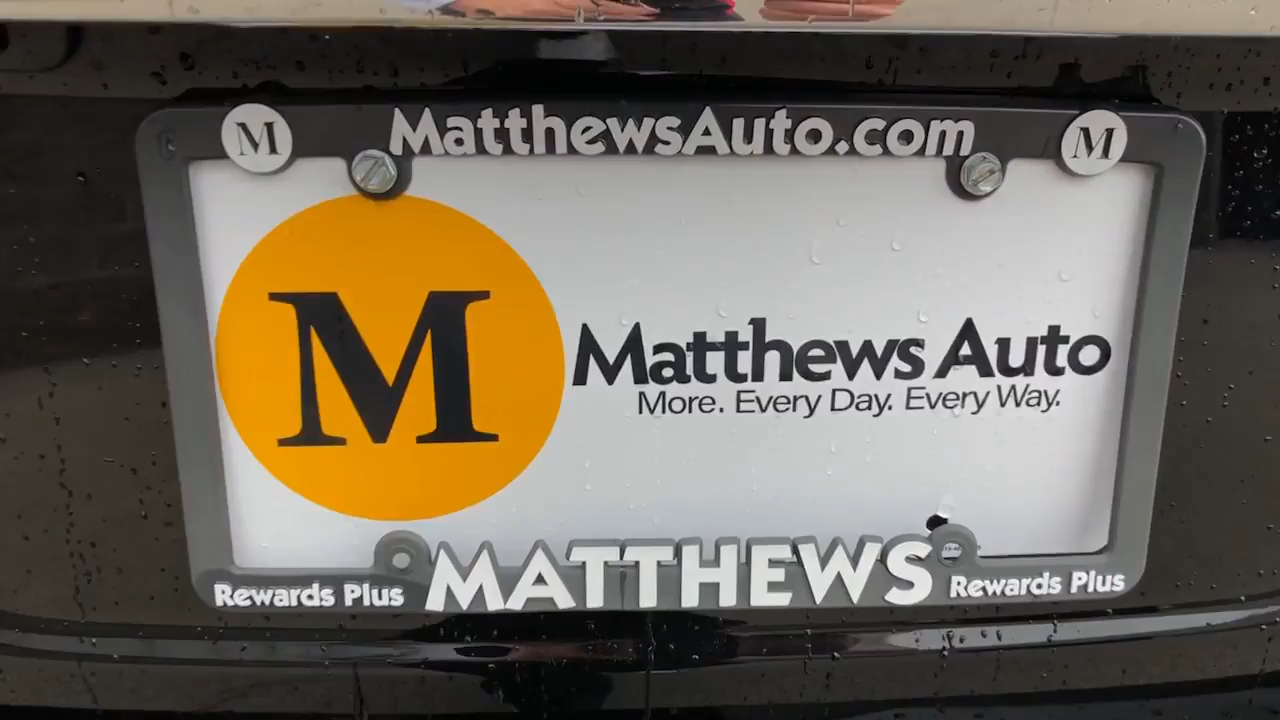 M MatthewsAuto.com M
M
Matthews Auto
More. Every Day. Every Way.
Rewards Plus MATTHEWS Rewards Plus